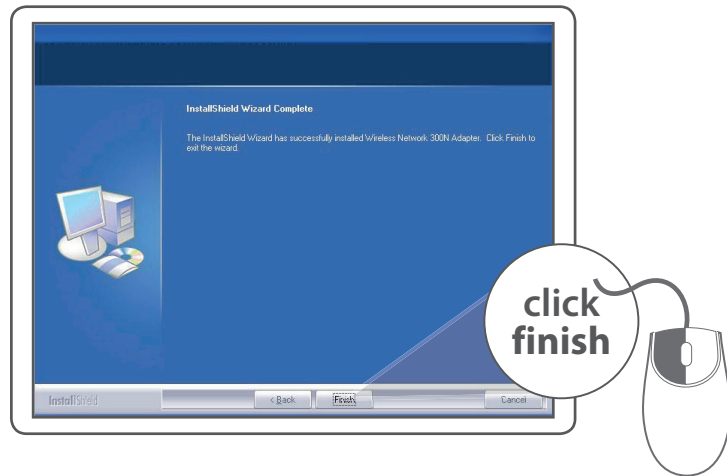 InstallShield Wizard Complete
The InstallShield Wizard has successfully installed Wireless Network 300N Adapter. Click Finish to
exit the wizard.
click
finish
InstallShield
< Back
Finish
Cancel